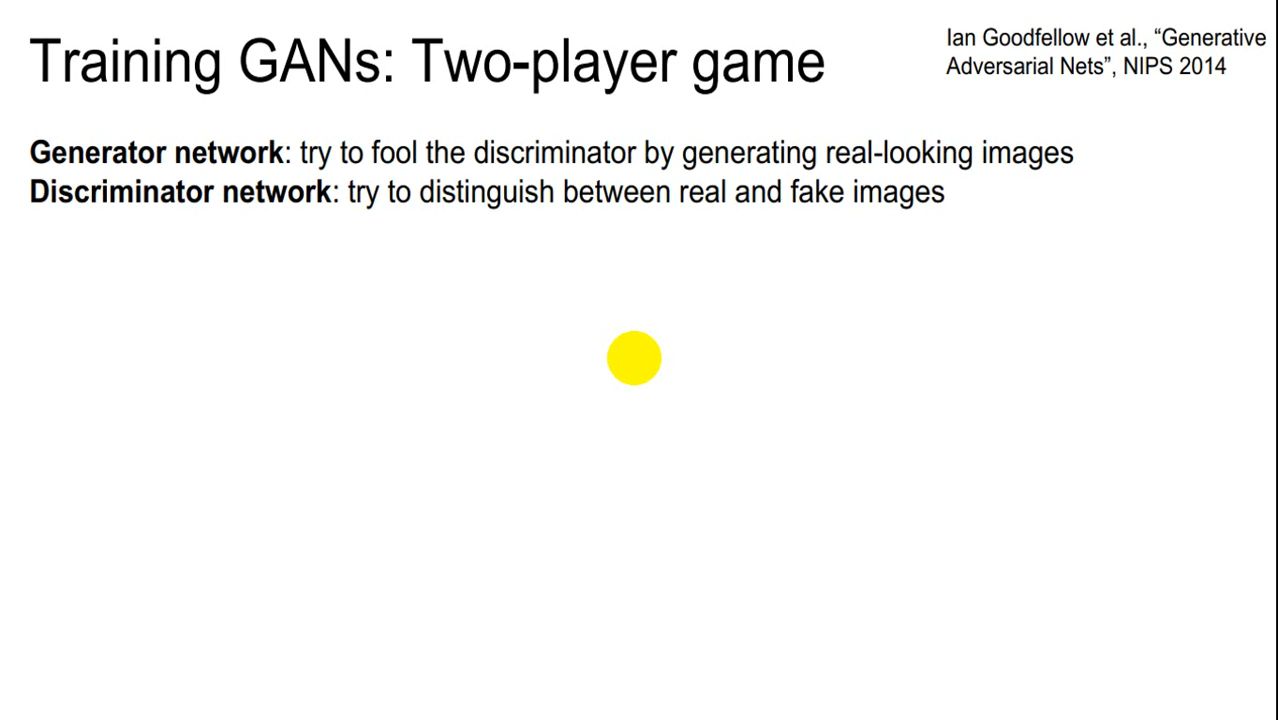 Training GANs: Two-player game
Ian Goodfellow et al., “Generative
Adversarial Nets”, NIPS 2014
Generator network: try to fool the discriminator by generating real-looking images
Discriminator network: try to distinguish between real and fake images